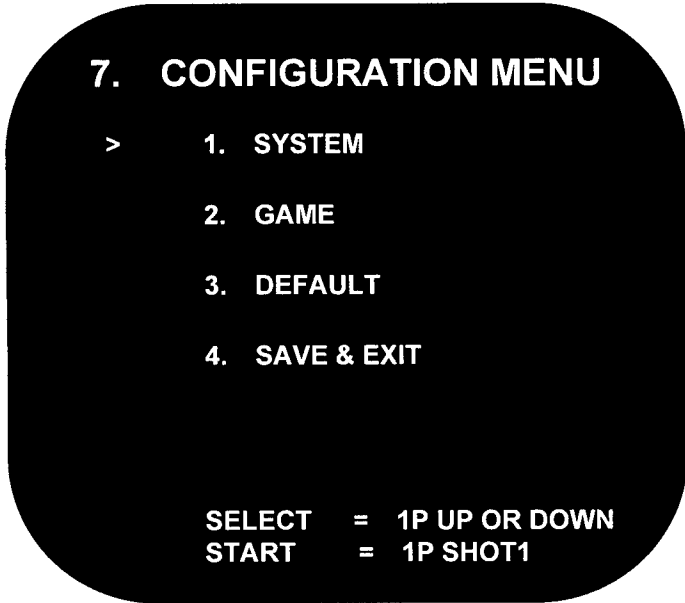 7. CONFIGURATION MENU
> 1. SYSTEM
2. GAME
3. DEFAULT
4. SAVE & EXIT
SELECT = 1P UP OR DOWN
START = 1P SHOT1